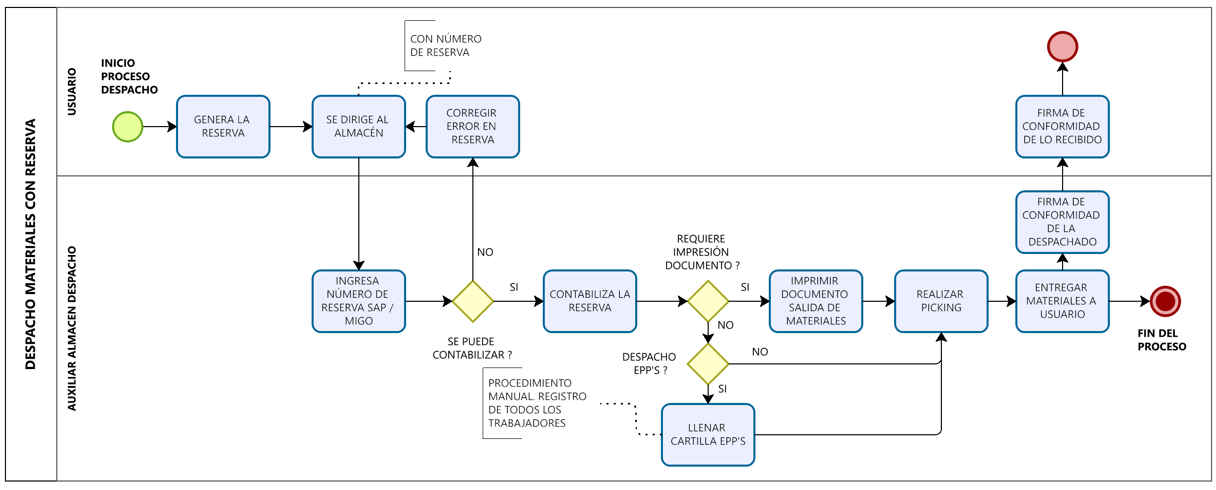 DESPACHO MATERIALES CON RESERVA
USUARIO
INICIO
PROCESO
DESPACHO
GENERA LA
RESERVA
SE DIRIGE AL
ALMACÉN
CON NÚMERO
DE RESERVA
CORREGIR
ERROR EN
RESERVA
FIRMA DE
CONFORMIDAD
DE LO RECIBIDO
AUXILIAR ALMACEN DESPACHO
INGRESA
NÚMERO DE
RESERVA SAP /
MIGO
NO
SI
SE PUEDE
CONTABILIZAR ?
CONTABILIZA LA
RESERVA
REQUIERE
IMPRESIÓN
DOCUMENTO ?
SI
NO
IMPRIMIR
DOCUMENTO
SALIDA DE
MATERIALES
REALIZAR
PICKING
ENTREGAR
MATERIALES A
USUARIO
FIRMA DE
CONFORMIDAD
DE LA
DESPACHADO
FIN DEL
PROCESO
DESPACHO
EPP'S ?
NO
SI
PROCEDIMIENTO
MANUAL. REGISTRO
DE TODOS LOS
TRABAJADORES
LLENAR
CARTILLA EPP'S